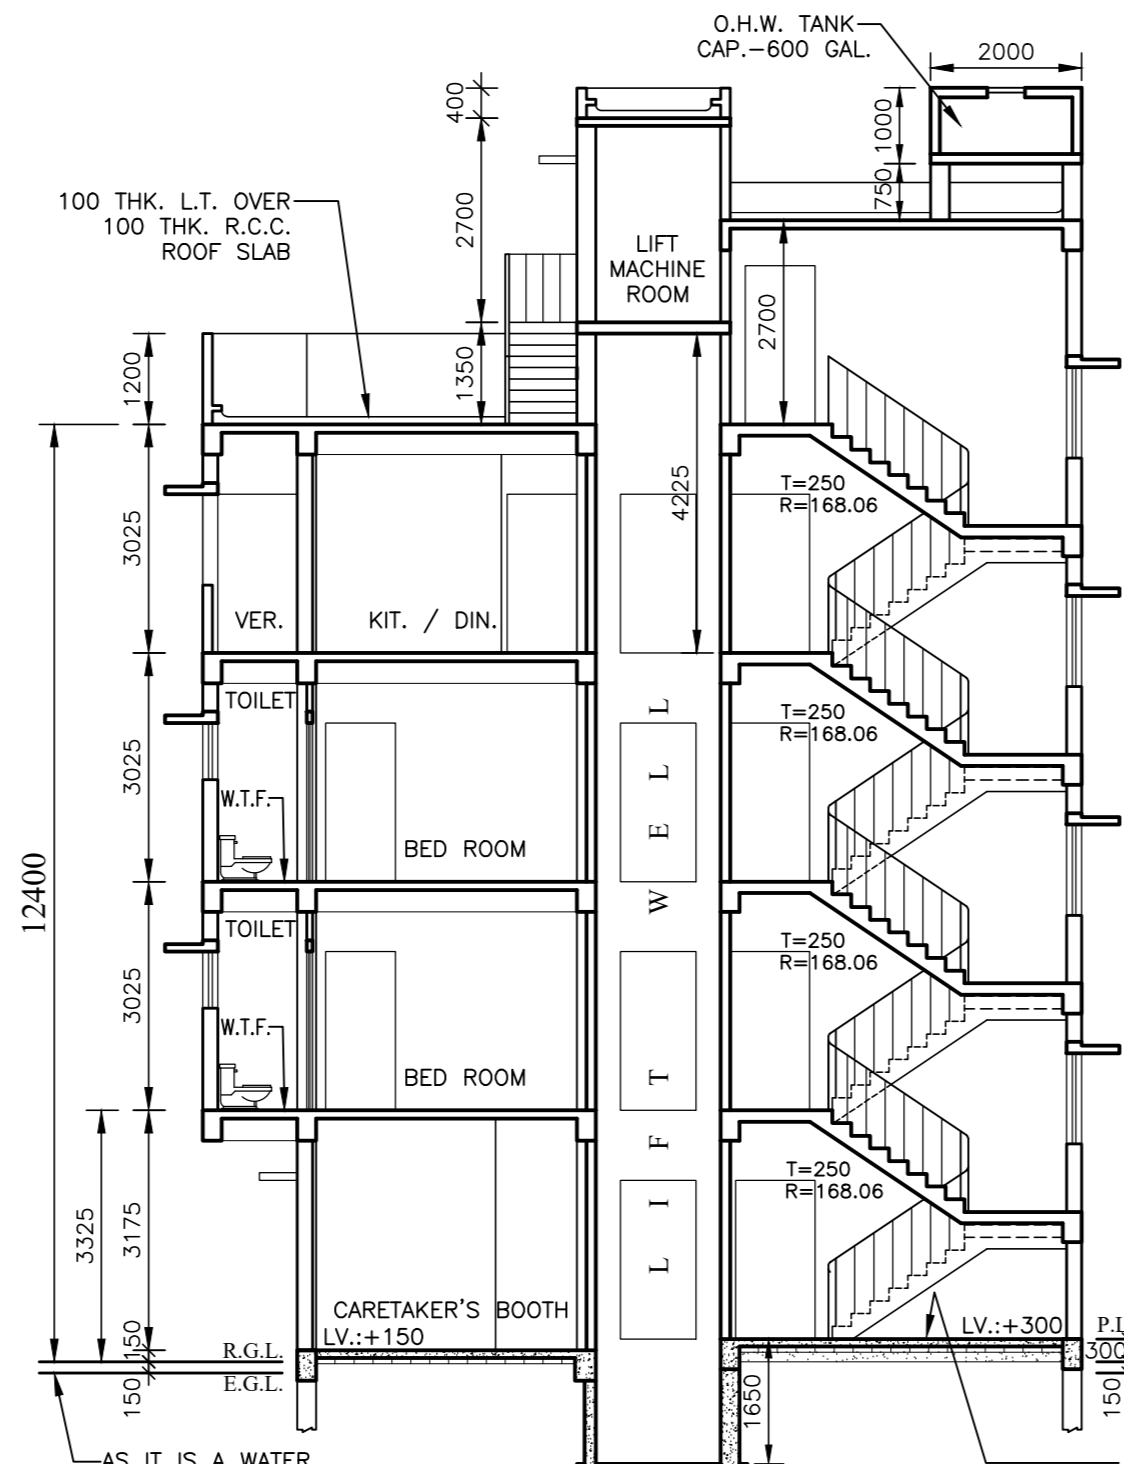 O.H.W. TANK
CAP.-600 GAL.
2000
400
1000
100 THK. L.T. OVER
100 THK. R.C.C.
ROOF SLAB
2700
750
LIFT
MACHINE
ROOM
2700
1200
1350
3025
4225
T=250
R=168.06
VER.
KIT. / DIN.
TOILET
3025
T=250
R=168.06
W.T.F.
BED ROOM
12400
TOILET
3025
T=250
R=168.06
W.T.F.
BED ROOM
LIFT WELL
3325
3175
T=250
R=168.06
CARETAKER'S BOOTH
LV.:+150
LV.:+300
150
R.G.L.
300
E.G.L.
150
150
1650
AS IT IS A WATER